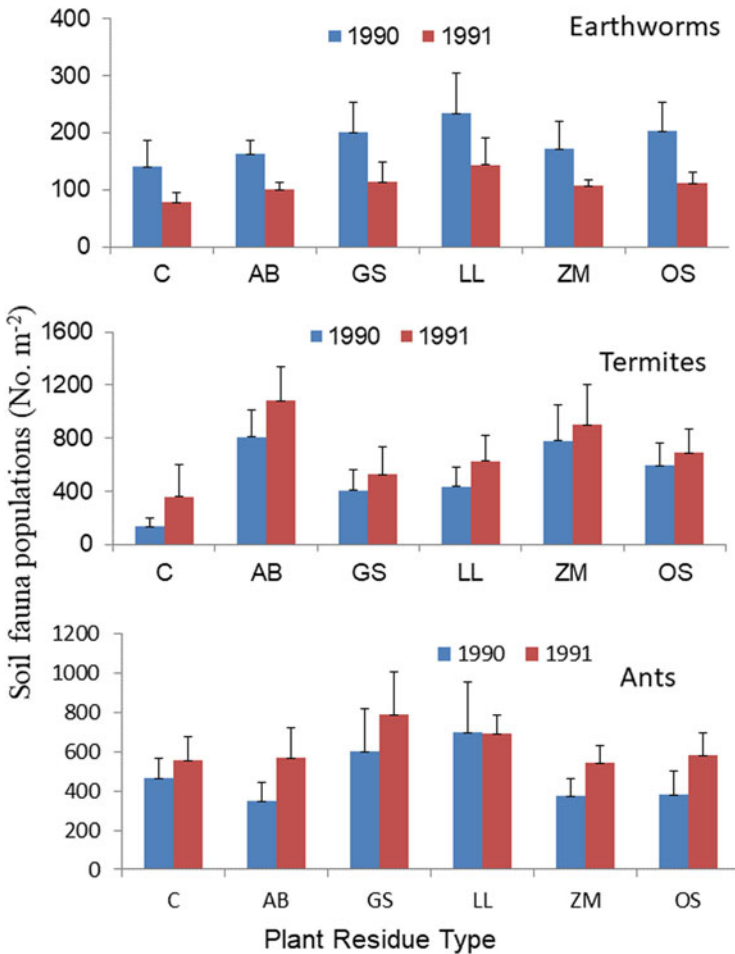 Soil fauna populations (No. m⁻²)
Earthworms
1990 1991
400
300
200
100
0
C AB GS LL ZM OS
Termites
1990 1991
1600
1200
800
400
0
C AB GS LL ZM OS
Ants
1990 1991
1200
1000
800
600
400
200
0
C AB GS LL ZM OS
Plant Residue Type